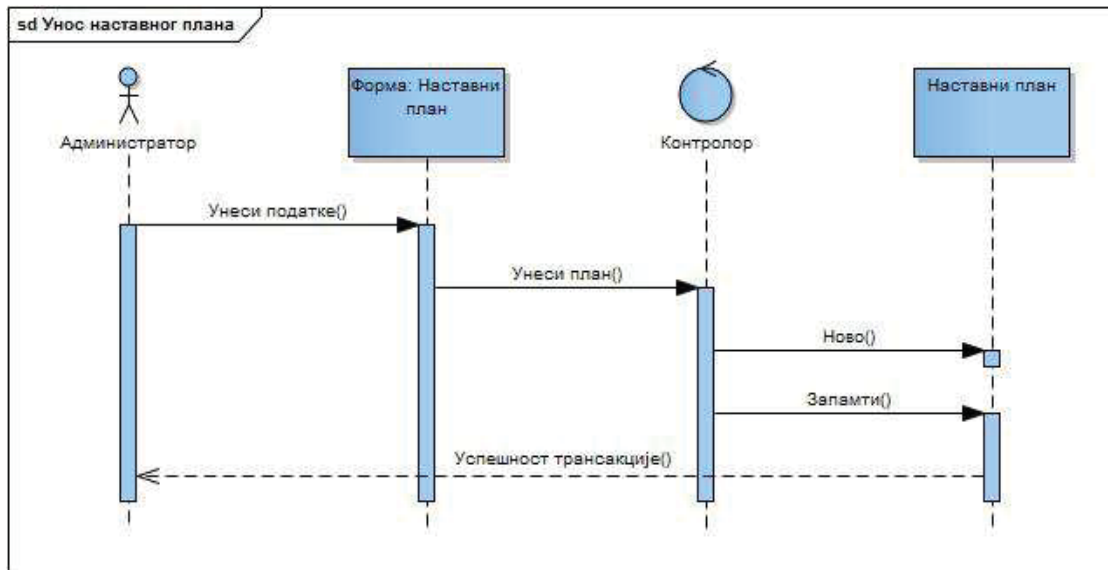 sd Унос наставног плана
Администратор
Форма: Наставни
план
Контролор
Наставни план
Унеси податке()
Унеси план()
Ново()
Запамти()
Успешност трансакције()